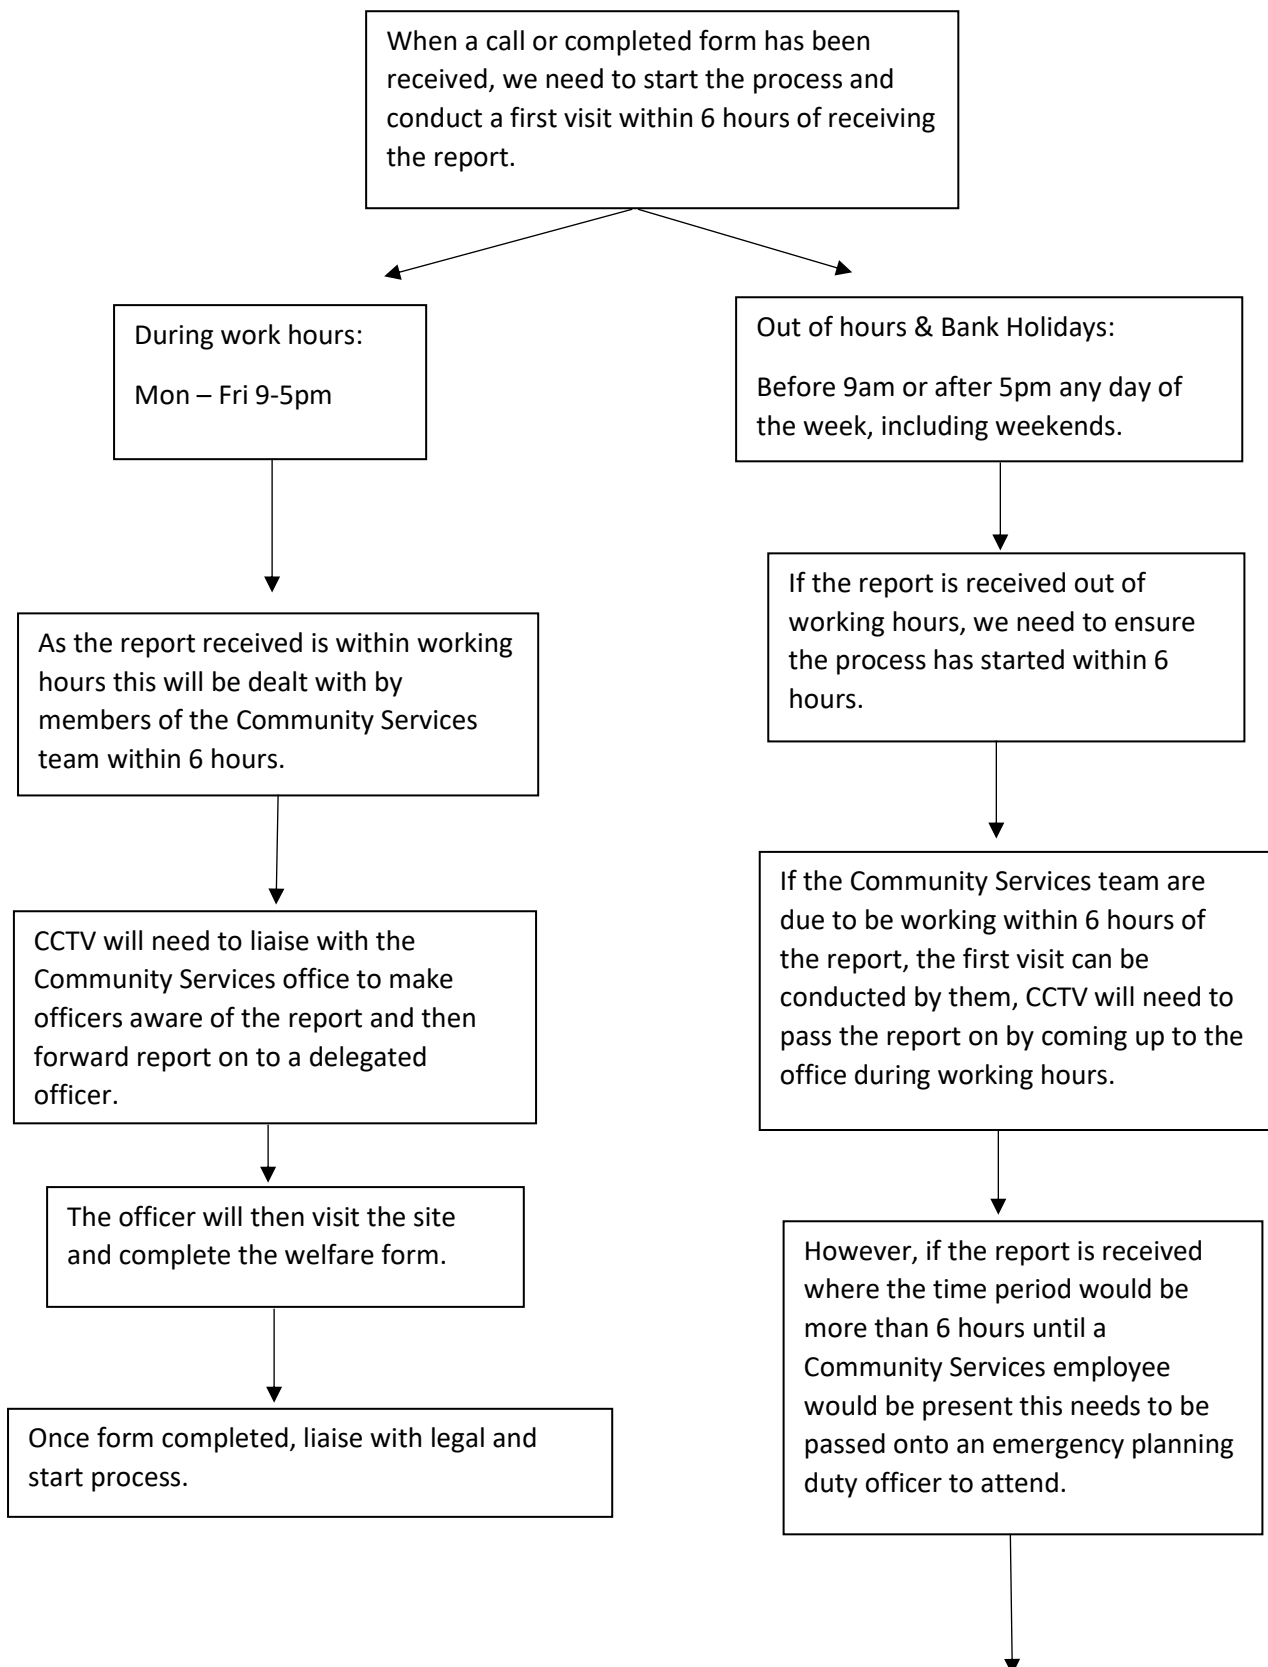 When a call or completed form has been
received, we need to start the process and
conduct a first visit within 6 hours of receiving
the report.
During work hours:
Mon – Fri 9-5pm
As the report received is within working
hours this will be dealt with by
members of the Community Services
team within 6 hours.
CCTV will need to liaise with the
Community Services office to make
officers aware of the report and then
forward report on to a delegated
officer.
The officer will then visit the site
and complete the welfare form.
Once form completed, liaise with legal and
start process.
Out of hours & Bank Holidays:
Before 9am or after 5pm any day of
the week, including weekends.
If the report is received out of
working hours, we need to ensure
the process has started within 6
hours.
If the Community Services team are
due to be working within 6 hours of
the report, the first visit can be
conducted by them, CCTV will need to
pass the report on by coming up to the
office during working hours.
However, if the report is received
where the time period would be
more than 6 hours until a
Community Services employee
would be present this needs to be
passed onto an emergency planning
duty officer to attend.